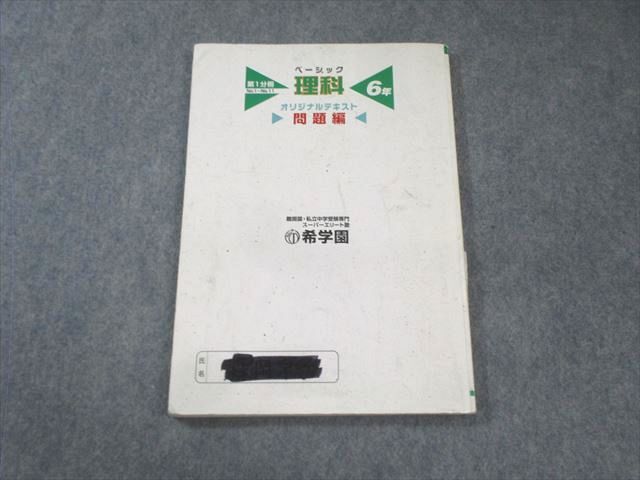 ベーシック
第1分冊
No.1~No.11
理科
6年
オリジナルテキスト
問題編
難関国・私立中学受験専門
スーパーエリート塾
希学園
氏名